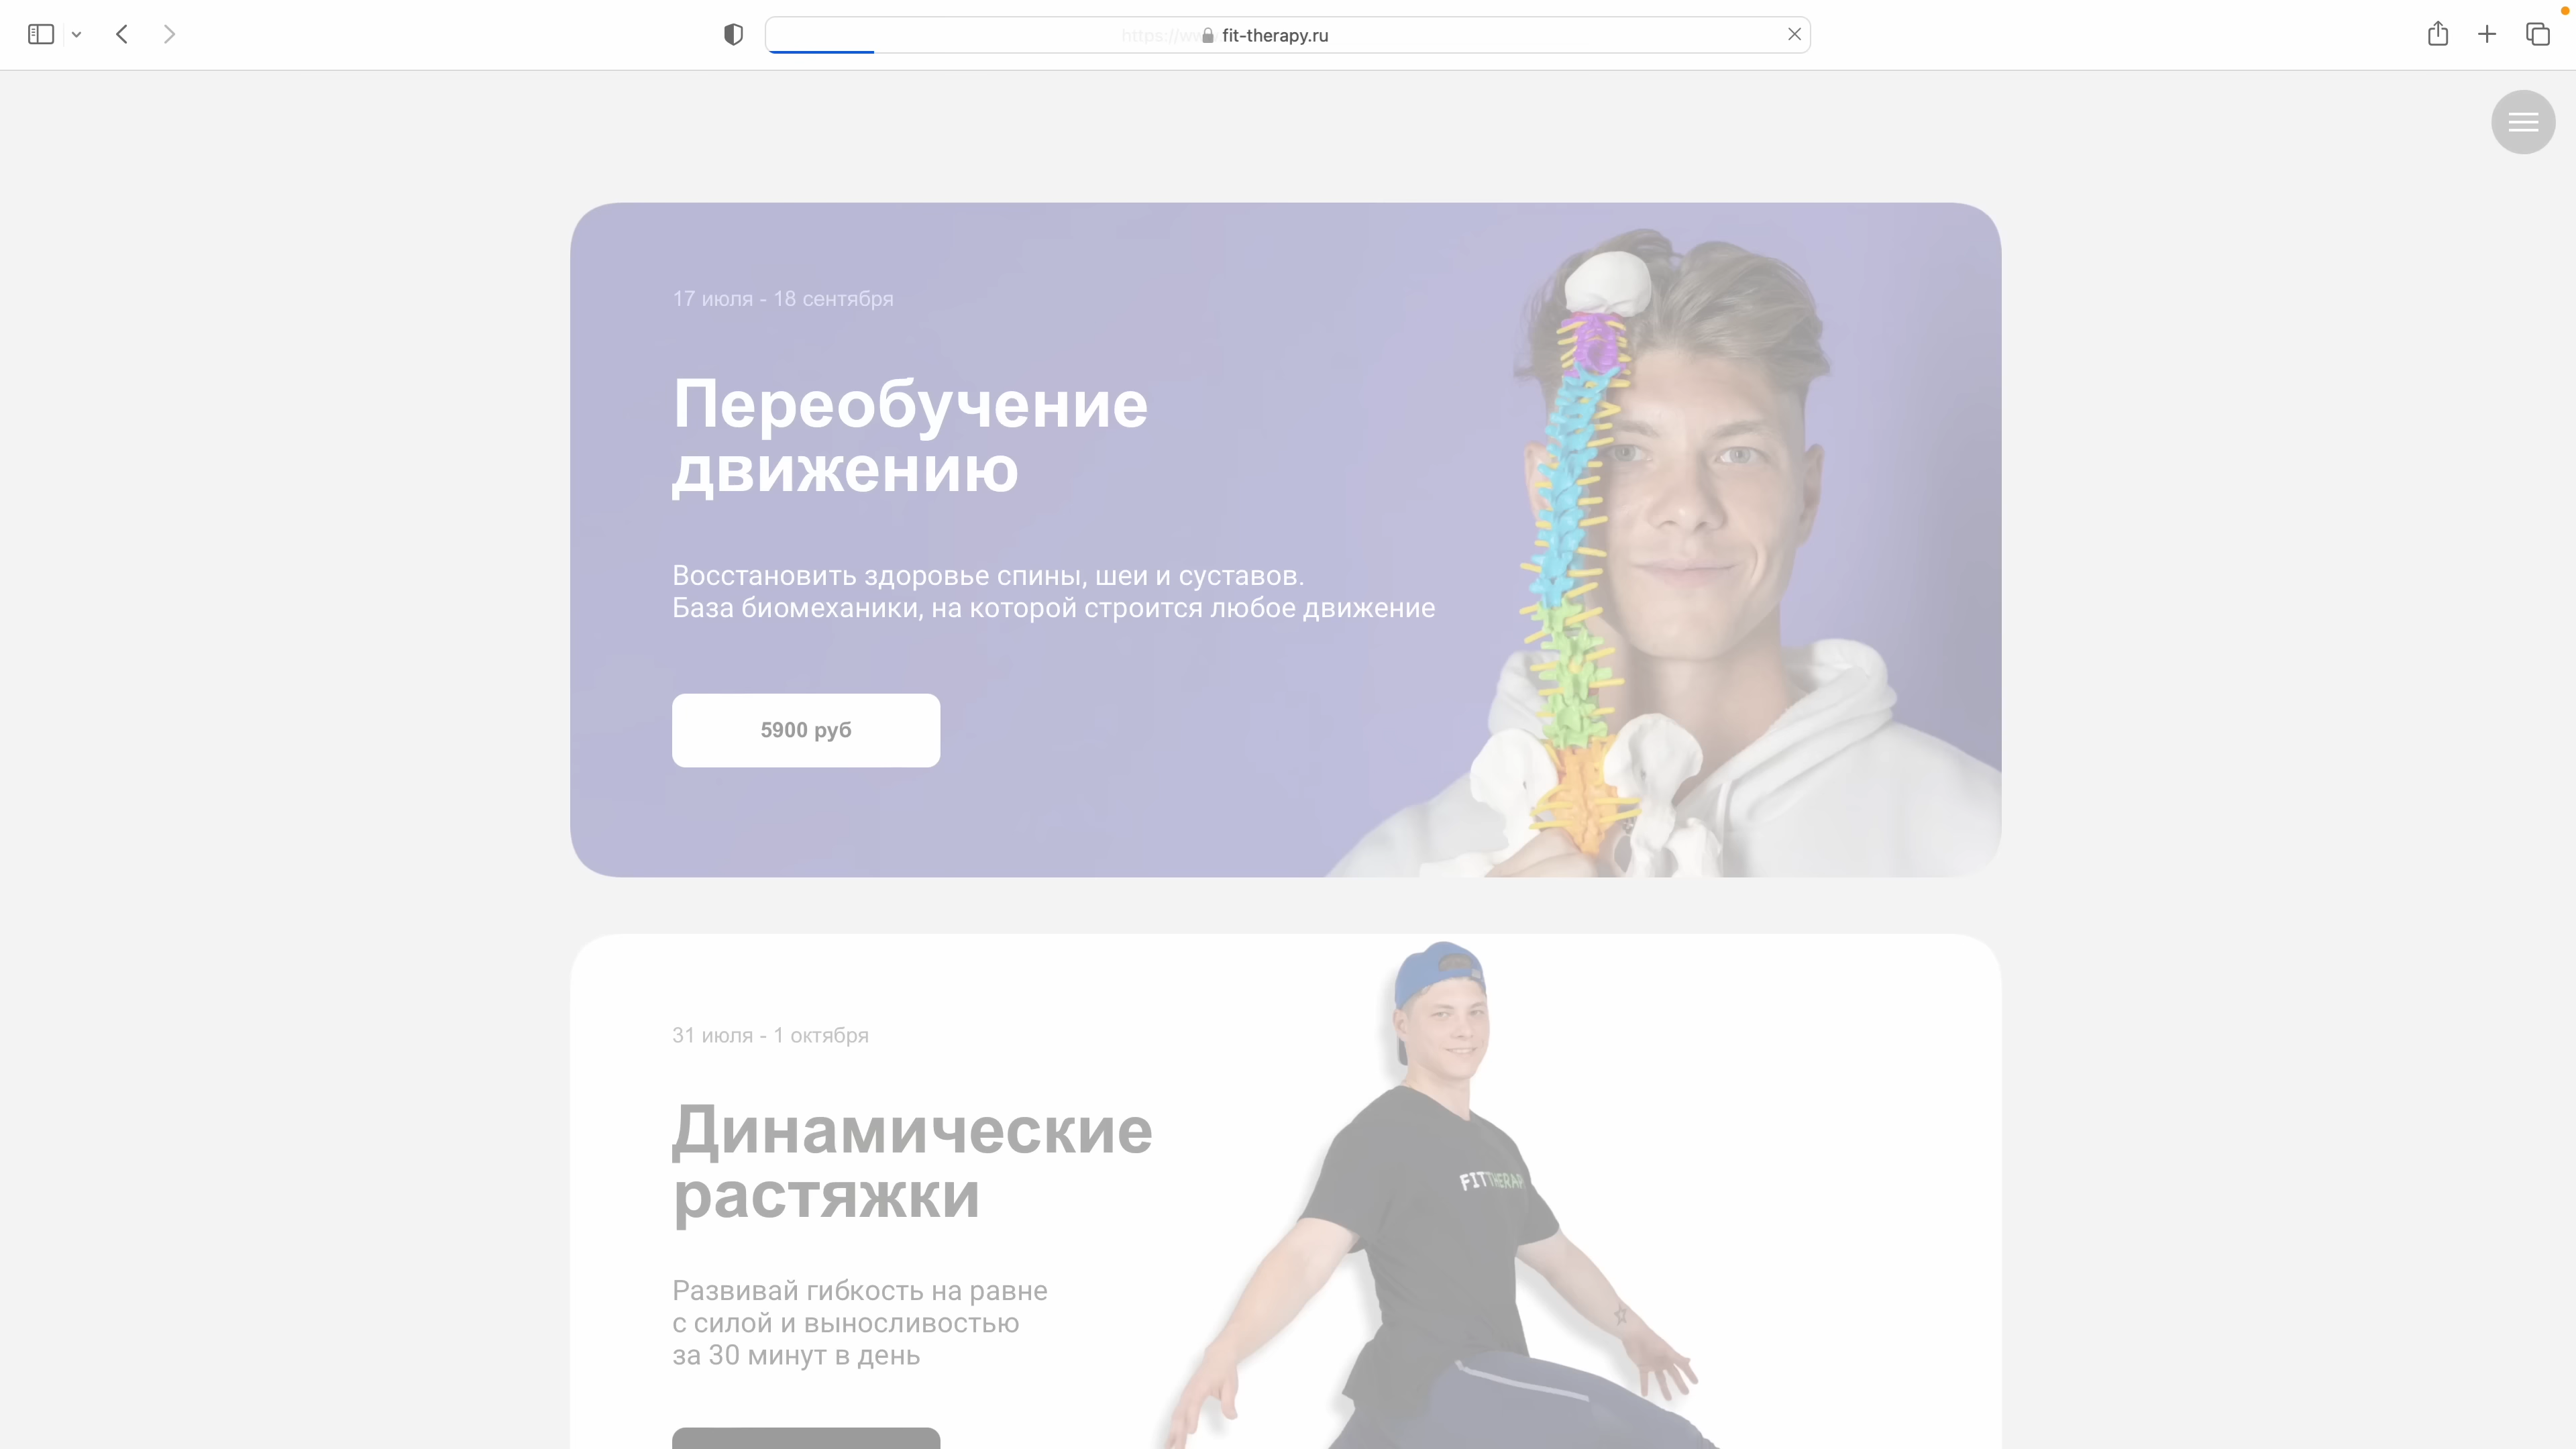 fit-therapy.ru
17 июля - 18 сентября
Переобучение
движению
Восстановить здоровье спины, шеи и суставов.
База биомеханики, на которой строится любое движение
5900 руб
31 июля - 1 октября
Динамические
растяжки
FITTHERAP
Развивай гибкость на равне
с силой и выносливостью
за 30 минут в день